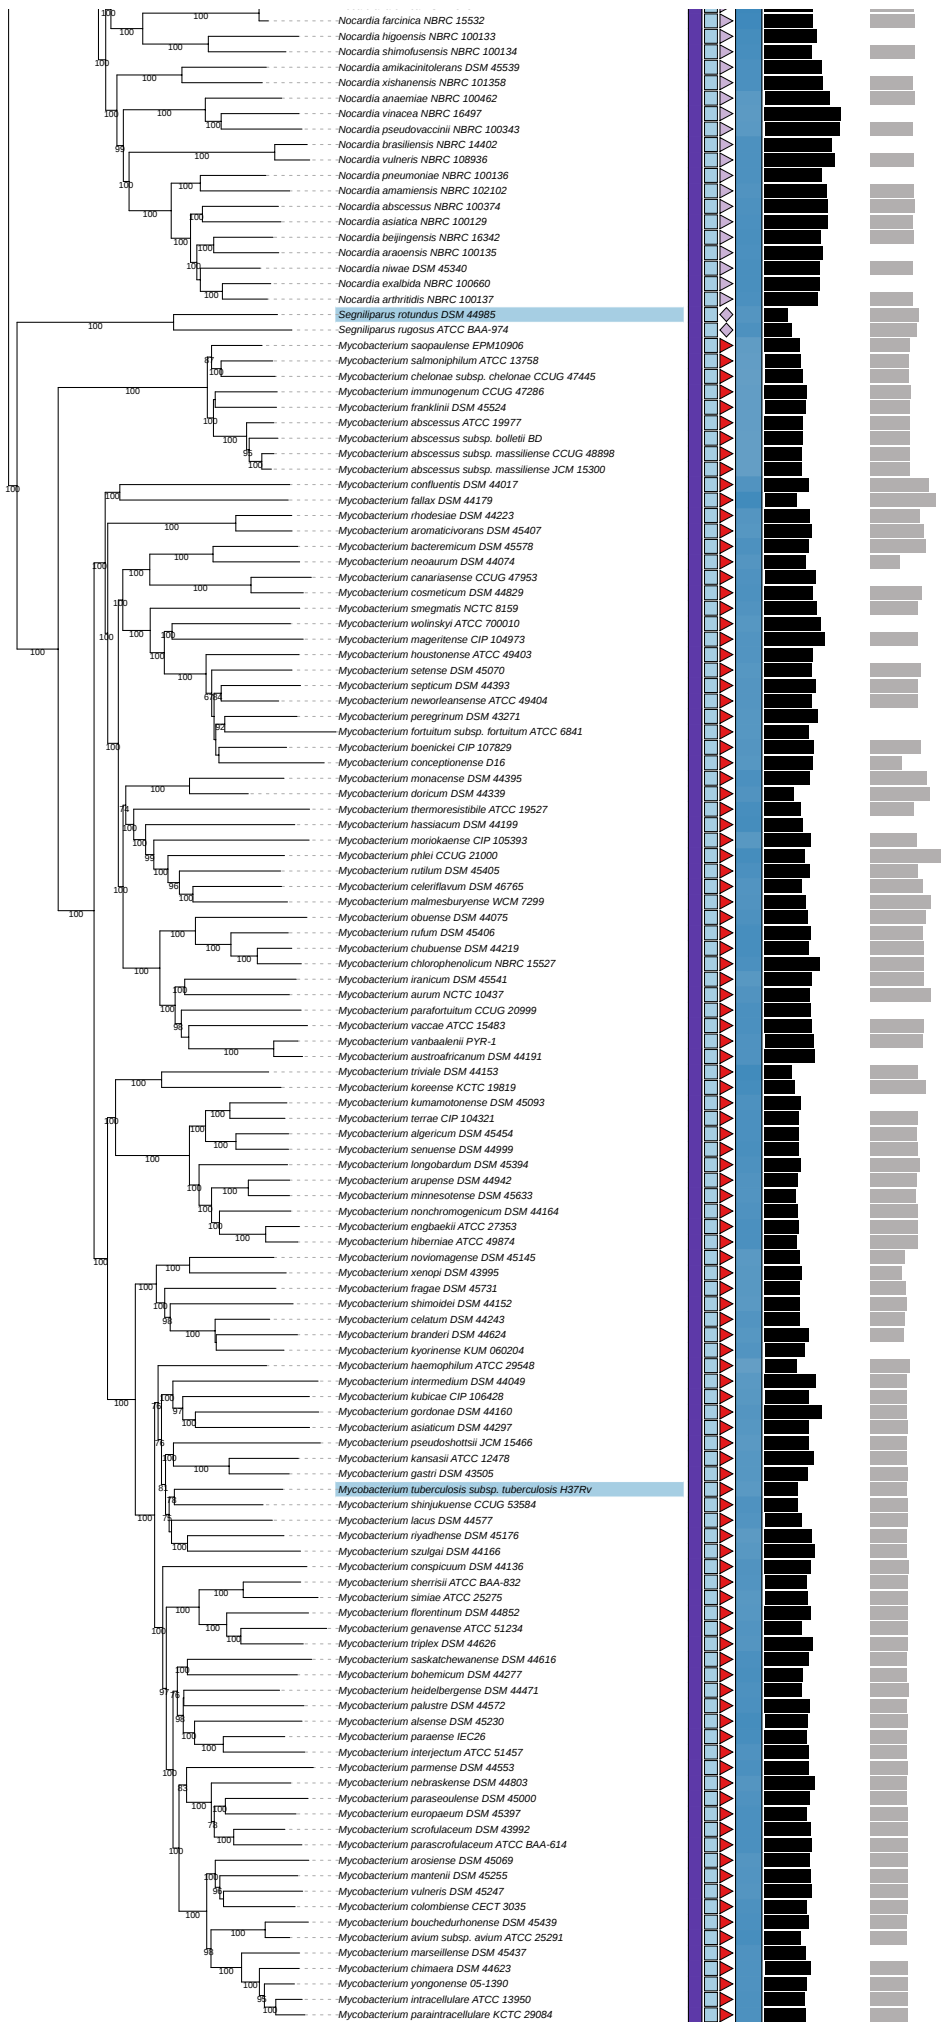 Nocardia farcinica NBRC 15532
Nocardia higoensis NBRC 100133
Nocardia shimofusensis NBRC 100134
Nocardia amikacinitolerans DSM 45539
Nocardia xishanensis NBRC 101358
Nocardia anaemiae NBRC 100462
Nocardia vinacea NBRC 16497
Nocardia pseudovaccinii NBRC 100343
Nocardia brasiliensis NBRC 14402
Nocardia vulneris NBRC 108936
Nocardia pneumoniae NBRC 100136
Nocardia amamiensis NBRC 102102
Nocardia abscessus NBRC 100374
Nocardia asiatica NBRC 100129
Nocardia beijingensis NBRC 16342
Nocardia araoensis NBRC 100135
Nocardia niwae DSM 45340
Nocardia exalbida NBRC 100660
Nocardia arthritidis NBRC 100137
Segniliparus rotundus DSM 44985
Segniliparus rugosus ATCC BAA-974
Mycobacterium saopaulense EPM10906
Mycobacterium salmoniphilum ATCC 13758
Mycobacterium chelonae subsp. chelonae CCUG 47445
Mycobacterium immunogenum CCUG 47286
Mycobacterium franklinii DSM 45524
Mycobacterium abscessus ATCC 19977
Mycobacterium abscessus subsp. bolletii BD
Mycobacterium abscessus subsp. massiliense CCUG 48898
Mycobacterium abscessus subsp. massiliense JCM 15300
Mycobacterium confluentis DSM 44017
Mycobacterium fallax DSM 44179
Mycobacterium rhodesiae DSM 44223
Mycobacterium aromaticivorans DSM 45407
Mycobacterium bacteremicum DSM 45578
Mycobacterium neoaurum DSM 44074
Mycobacterium canariasense CCUG 47953
Mycobacterium cosmeticum DSM 44829
Mycobacterium smegmatis NCTC 8159
Mycobacterium wolinskyi ATCC 700010
Mycobacterium mageritense CIP 104973
Mycobacterium houstonense ATCC 49403
Mycobacterium setense DSM 45070
Mycobacterium septicum DSM 44393
Mycobacterium neworleansense ATCC 49404
Mycobacterium peregrinum DSM 43271
Mycobacterium fortuitum subsp. fortuitum ATCC 6841
Mycobacterium boenickei CIP 107829
Mycobacterium conceptionense D16
Mycobacterium monacense DSM 44395
Mycobacterium doricum DSM 44339
Mycobacterium thermoresistibile ATCC 19527
Mycobacterium hassiacum DSM 44199
Mycobacterium moriokaense CIP 105393
Mycobacterium phlei CCUG 21000
Mycobacterium rutilum DSM 45405
Mycobacterium celeriflavum DSM 46765
Mycobacterium malmesburyense WCM 7299
Mycobacterium obuense DSM 44075
Mycobacterium rufum DSM 45406
Mycobacterium chubuense DSM 44219
Mycobacterium chlorophenolicum NBRC 15527
Mycobacterium iranicum DSM 45541
Mycobacterium aurum NCTC 10437
Mycobacterium parafortuitum CCUG 20999
Mycobacterium vaccae ATCC 15483
Mycobacterium vanbaalenii PYR-1
Mycobacterium austroafricanum DSM 44191
Mycobacterium triviale DSM 44153
Mycobacterium koreense KCTC 19819
Mycobacterium kumamotonense DSM 45093
Mycobacterium terrae CIP 104321
Mycobacterium algericum DSM 45454
Mycobacterium senuense DSM 44999
Mycobacterium longobardum DSM 45394
Mycobacterium arupense DSM 44942
Mycobacterium minnesotense DSM 45633
Mycobacterium nonchromogenicum DSM 44164
Mycobacterium engbaekii ATCC 27353
Mycobacterium hiberniae ATCC 49874
Mycobacterium noviomagense DSM 45145
Mycobacterium xenopi DSM 43995
Mycobacterium fragae DSM 45731
Mycobacterium shimoidei DSM 44152
Mycobacterium celatum DSM 44243
Mycobacterium branderi DSM 44624
Mycobacterium kyorinense KUM 060204
Mycobacterium haemophilum ATCC 29548
Mycobacterium intermedium DSM 44049
Mycobacterium kubicae CIP 106428
Mycobacterium gordonae DSM 44160
Mycobacterium asiaticum DSM 44297
Mycobacterium pseudoshottsii JCM 15466
Mycobacterium kansasii ATCC 12478
Mycobacterium gastri DSM 43505
Mycobacterium tuberculosis subsp. tuberculosis H37Rv
Mycobacterium shinjukuense CCUG 53584
Mycobacterium lacus DSM 44577
Mycobacterium riyadhense DSM 45176
Mycobacterium szulgai DSM 44166
Mycobacterium conspicuum DSM 44136
Mycobacterium sherrisii ATCC BAA-832
Mycobacterium simiae ATCC 25275
Mycobacterium florentinum DSM 44852
Mycobacterium genavense ATCC 51234
Mycobacterium triplex DSM 44626
Mycobacterium saskatchewanense DSM 44616
Mycobacterium bohemicum DSM 44277
Mycobacterium heidelbergense DSM 44471
Mycobacterium palustre DSM 44572
Mycobacterium alsense DSM 45230
Mycobacterium paraense IEC26
Mycobacterium interjectum ATCC 51457
Mycobacterium parmense DSM 44553
Mycobacterium nebraskense DSM 44803
Mycobacterium paraseoulense DSM 45000
Mycobacterium europaeum DSM 45397
Mycobacterium scrofulaceum DSM 43992
Mycobacterium parascrofulaceum ATCC BAA-614
Mycobacterium arosiense DSM 45069
Mycobacterium mantenii DSM 45255
Mycobacterium vulneris DSM 45247
Mycobacterium colombiense CECT 3035
Mycobacterium bouchedurhonense DSM 45439
Mycobacterium avium subsp. avium ATCC 25291
Mycobacterium marseillense DSM 45437
Mycobacterium chimaera DSM 44623
Mycobacterium yongonense 05-1390
Mycobacterium intracellulare ATCC 13950
Mycobacterium paraintracellulare KCTC 29084